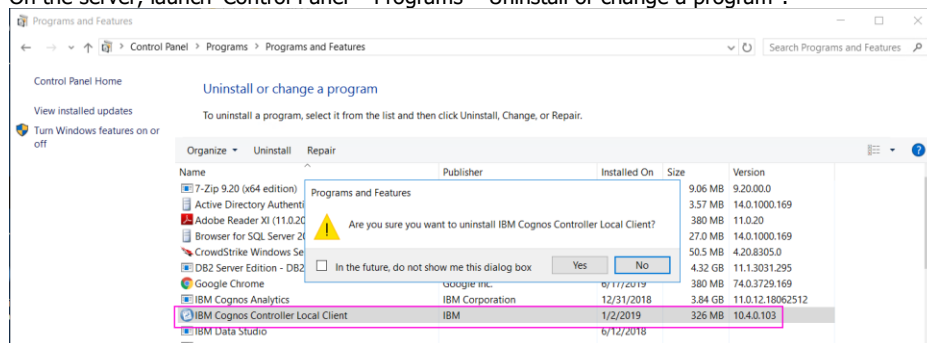 On the server, launch 'Control Panel - Programs - Uninstall or change a program'.
Programs and Features
Control Panel > Programs > Programs and Features
Search Programs and Features
Control Panel Home
View installed updates
Turn Windows features on or
off
Uninstall or change a program
To uninstall a program, select it from the list and then click Uninstall, Change, or Repair.
Organize Uninstall Repair
Name Publisher Installed On Size Version
7-Zip 9.20 (x64 edition) 9.06 MB 9.20.00.0
Active Directory Authenti 3.57 MB 14.0.1000.169
Adobe Reader XI (11.0.20 380 MB 11.0.20
Browser for SQL Server 20 27.0 MB 14.0.1000.169
CrowdStrike Windows Se 50.5 MB 4.20.8305.0
DB2 Server Edition - DB2 4.32 GB 11.1.3031.295
Google Chrome Google Inc. 6/17/2019 380 MB 74.0.3729.169
IBM Cognos Analytics IBM Corporation 12/31/2018 3.84 GB 11.0.12.18062512
IBM Cognos Controller Local Client IBM 1/2/2019 326 MB 10.4.0.103
IBM Data Studio 6/12/2018
Programs and Features
Are you sure you want to uninstall IBM Cognos Controller Local Client?
In the future, do not show me this dialog box Yes No